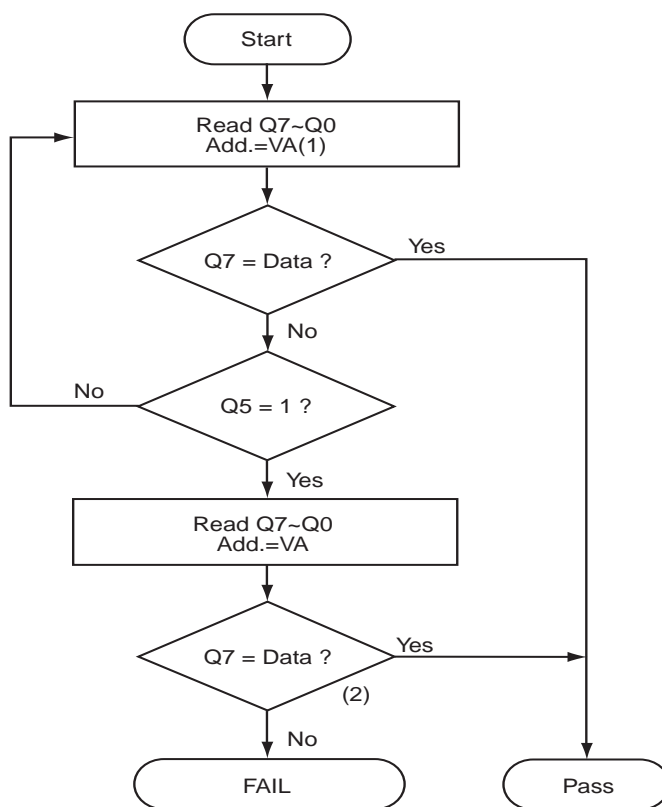 Start
Read Q7~Q0
Add.=VA(1)
Q7 = Data ?
Yes
No
No
Q5 = 1 ?
Yes
Read Q7~Q0
Add.=VA
Q7 = Data ?
Yes
(2)
No
FAIL
Pass